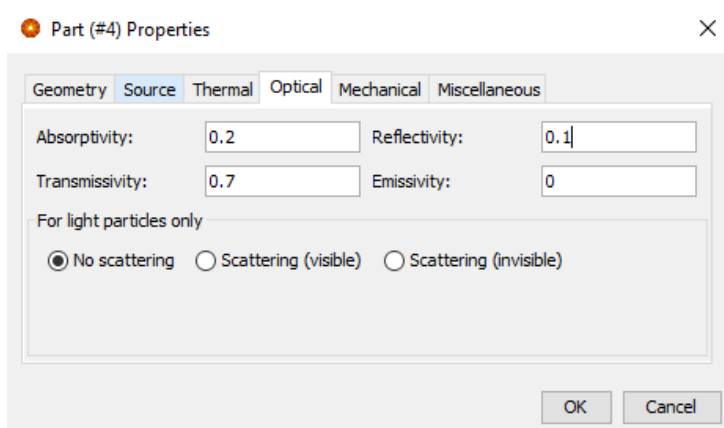 Part (#4) Properties
Geometry Source Thermal Optical Mechanical Miscellaneous
Absorptivity: 0.2 Reflectivity: 0.1
Transmissivity: 0.7 Emissivity: 0
For light particles only
No scattering Scattering (visible) Scattering (invisible)
OK Cancel